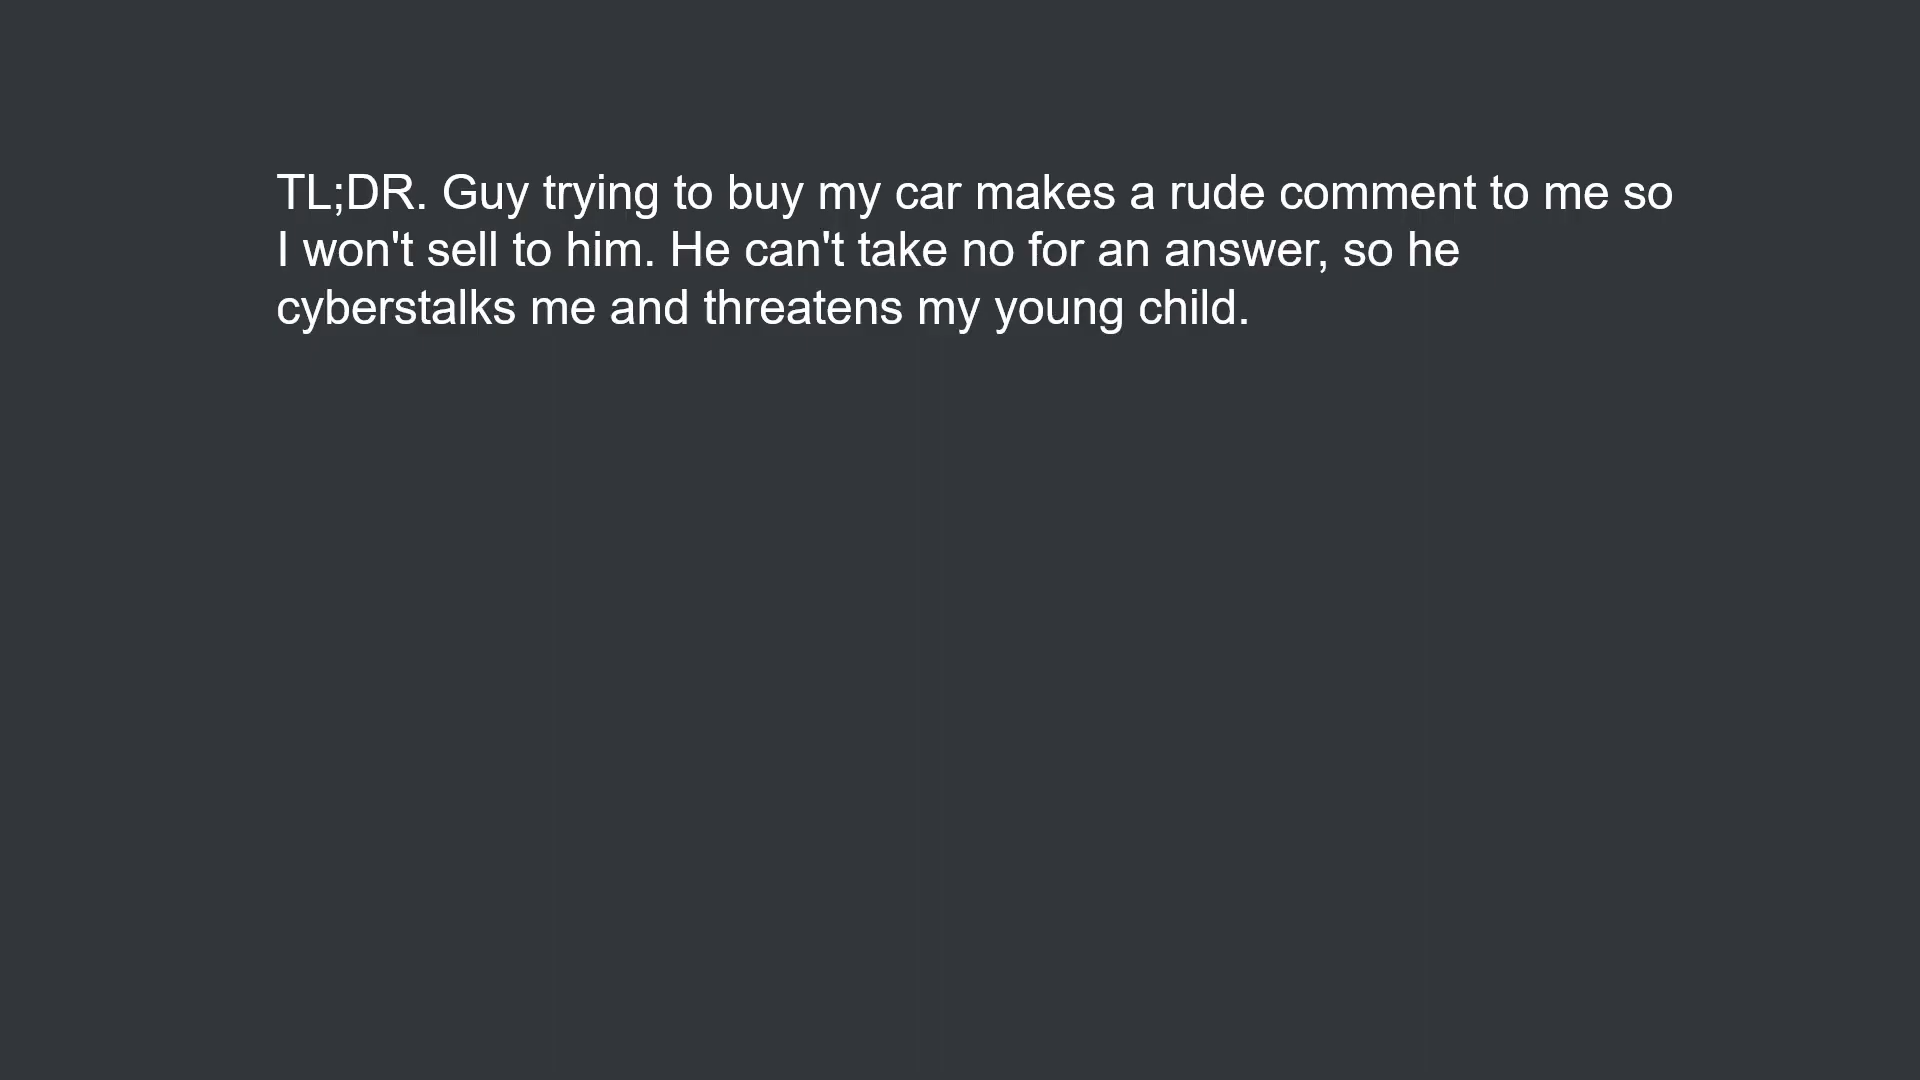 TL;DR. Guy trying to buy my car makes a rude comment to me so
I won't sell to him. He can't take no for an answer, so he
cyberstalks me and threatens my young child.